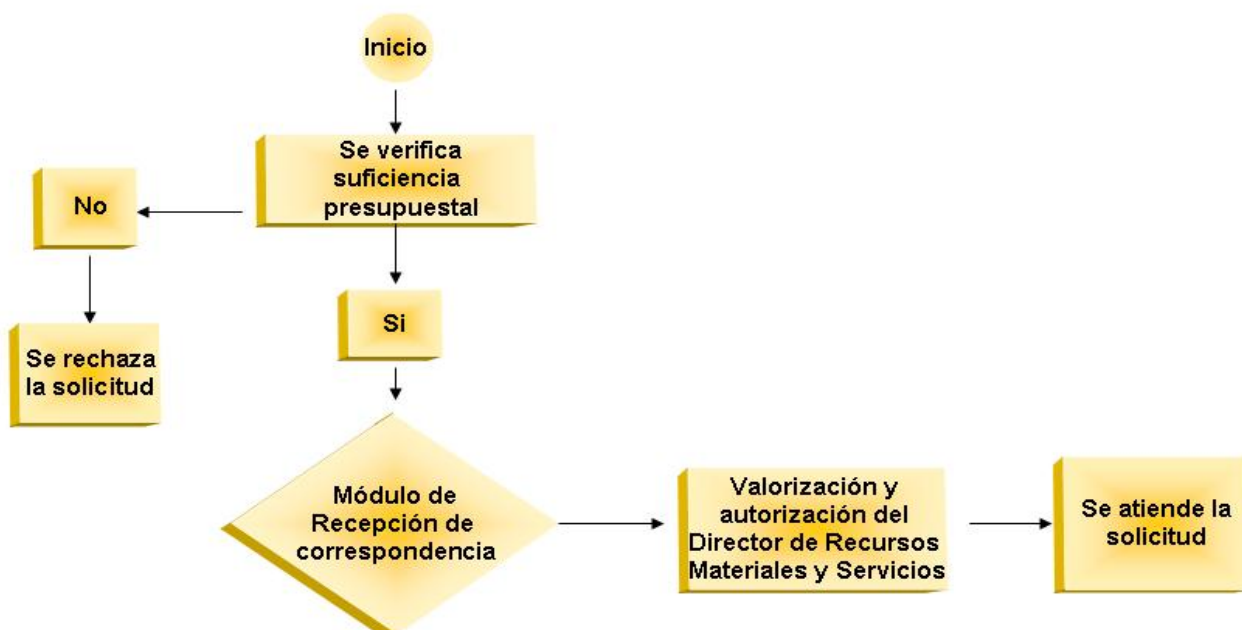 Inicio
Se verifica
suficiencia
presupuestal
No
Si
Se rechaza
la solicitud
Módulo de
Recepción de
correspondencia
Valorización y
autorización del
Director de Recursos
Materiales y Servicios
Se atiende la
solicitud